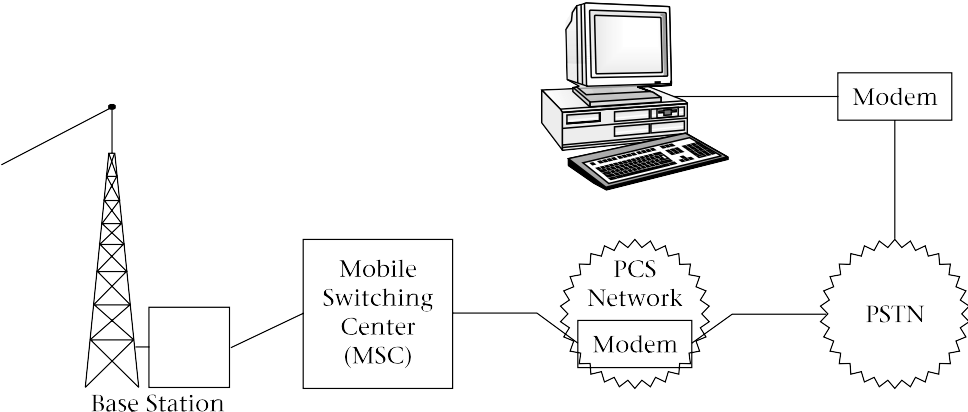 Modem
Mobile
Switching
Center
(MSC)
PCS
Network
Modem
PSTN
Base Station